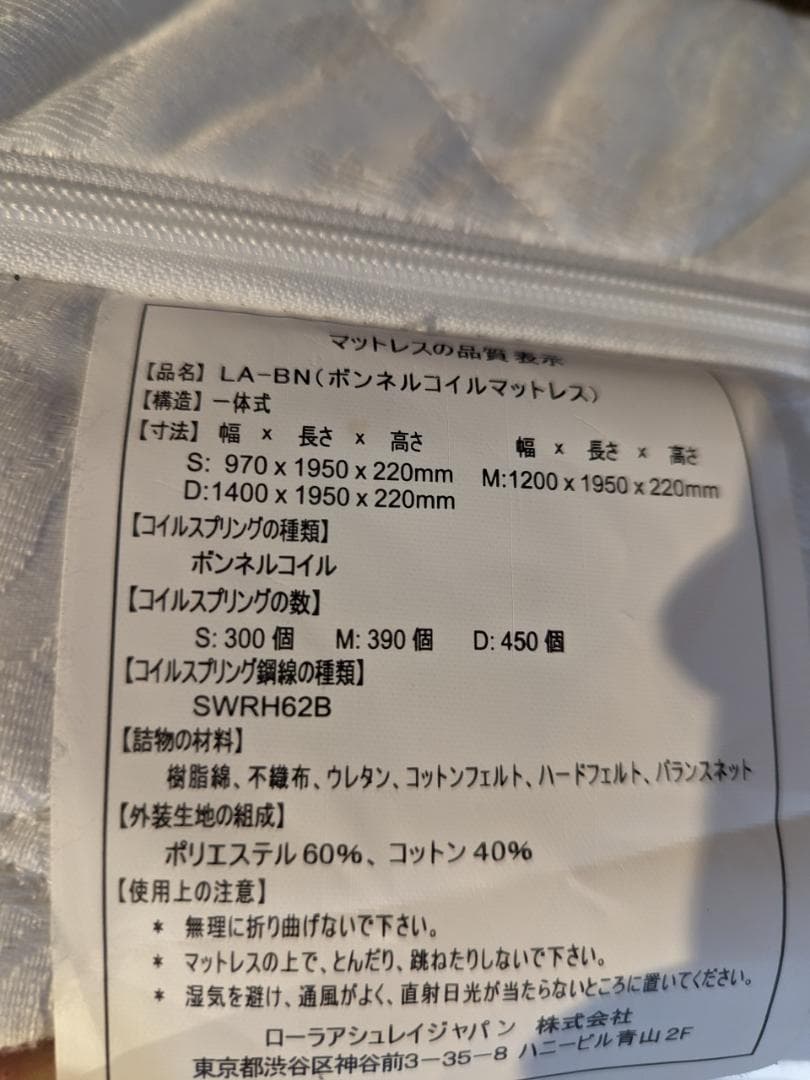 マットレスの品質表示
【品名】 LA-BN(ボンネルコイルマットレス)
【構造】一体式
【寸法】 幅 x 長さ x 高さ 幅 x 長さ x 高さ
S: 970 x 1950 x 220mm M:1200 x 1950 x 220mm
D:1400 x 1950 x 220mm
【コイルスプリングの種類】
ボンネルコイル
【コイルスプリングの数】
S: 300 個 M: 390 個 D: 450 個
【コイルスプリング鋼線の種類】
SWRH62B
【詰物の材料】
樹脂綿、不織布、ウレタン、コットンフェルト、ハードフェルト、バランスネット
【外装生地の組成】
ポリエステル60%、コットン40%
【使用上の注意】
* 無理に折り曲げないで下さい。
* マットレスの上で、とんだり、跳ねたりしないで下さい。
* 湿気を避け、通風がよく、直射日光が当たらないところに置いてください。
ローラアシュレイジャパン 株式会社
東京都渋谷区神谷前3-35-8 ハニービル青山2F